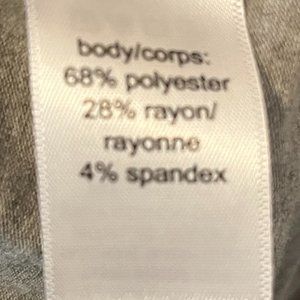 body/corps:
68% polyester
28% rayon/
rayonne
4% spandex